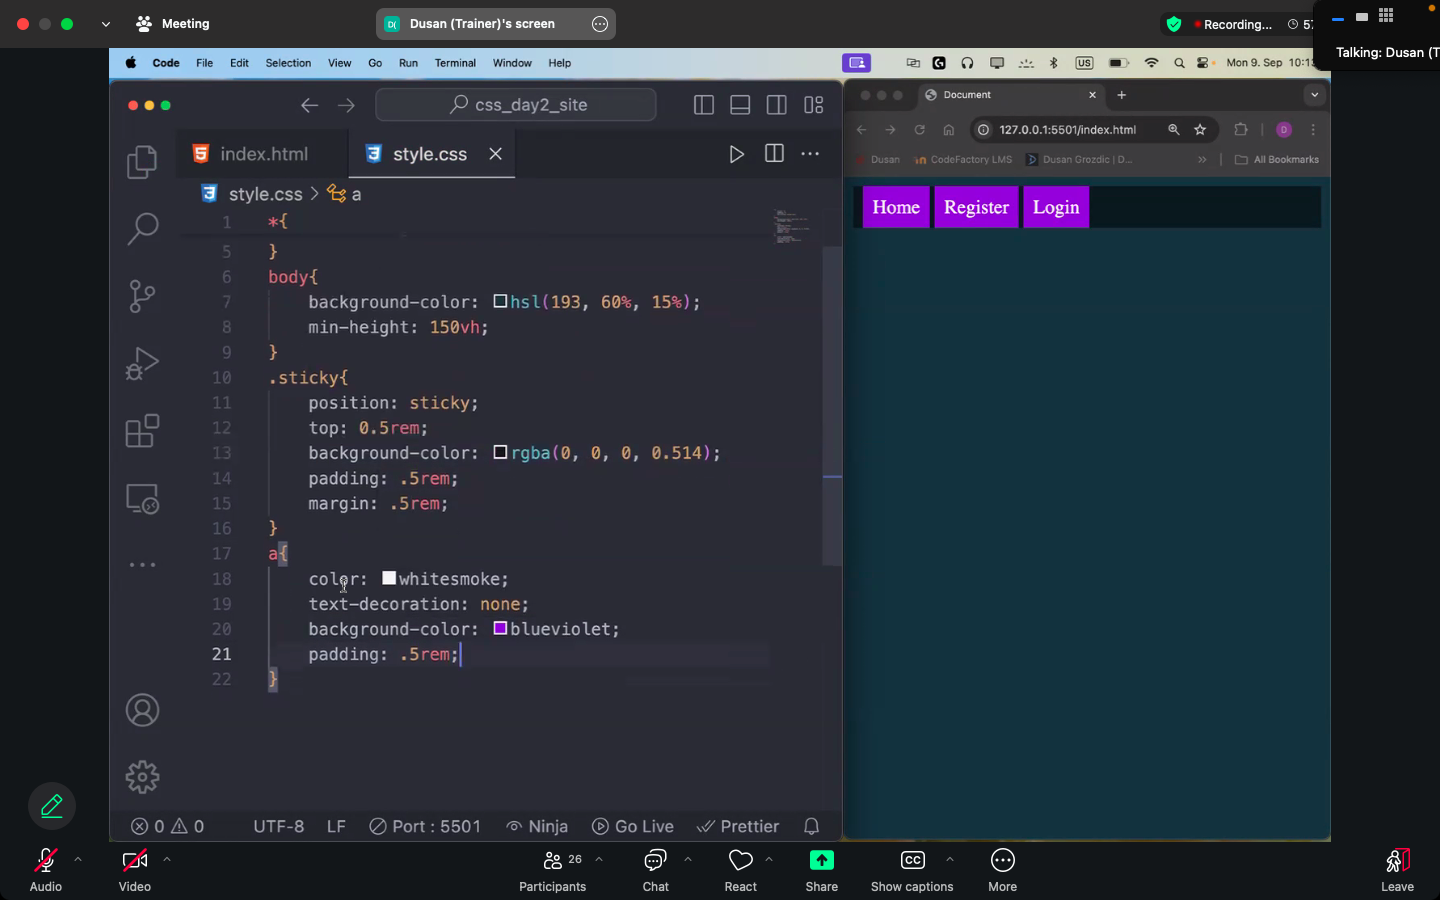 Meeting
D( Dusan (Trainer)'s screen
Recording...
Talking: Dusan (T
Code File Edit Selection View Go Run Terminal Window Help
US
Mon 9. Sep
css_day2_site
Document
index.html
style.css
127.0.0.1:5501/index.html
D
Dusan
CodeFactory LMS
Dusan Grozdic | D...
All Bookmarks
style.css > a
Home Register Login
1 *{
5 }
6 body{
7 background-color: hsl(193, 60%, 15%);
8 min-height: 150vh;
9 }
10 .sticky{
11 position: sticky;
12 top: 0.5rem;
13 background-color: rgba(0, 0, 0, 0.514);
14 padding: .5rem;
15 margin: .5rem;
16 }
17 a{
18 color: whitesmoke;
19 text-decoration: none;
20 background-color: blueviolet;
21 padding: .5rem;
22 }
0 0 UTF-8 LF Port : 5501 Ninja Go Live Prettier
Audio
Video
26
Participants
Chat
React
Share
CC
Show captions
More
Leave